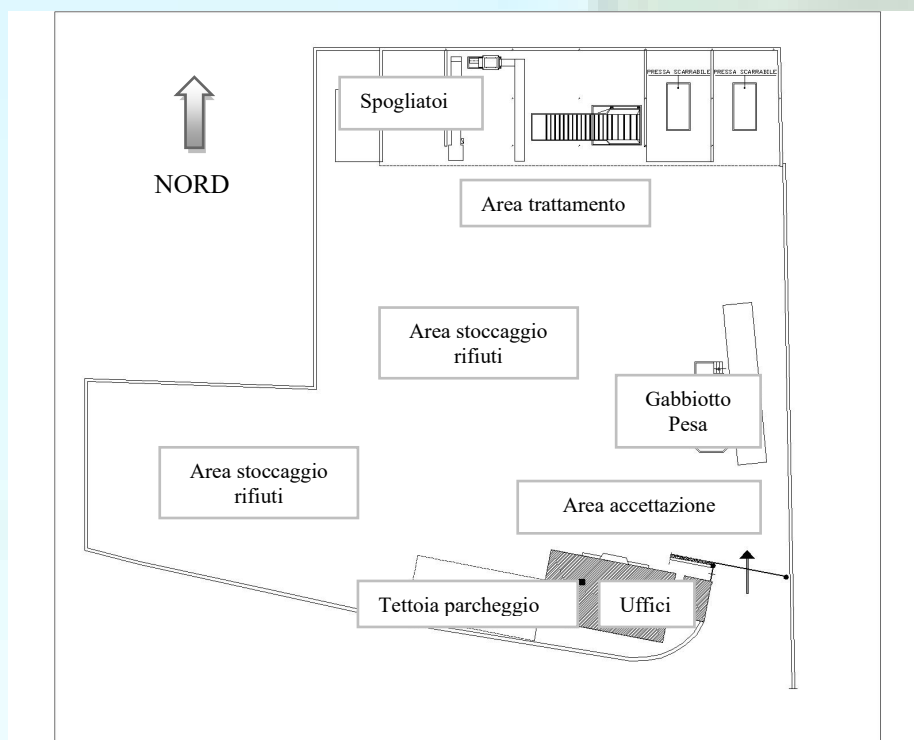 PRESSA SCARRABILE
PRESSA SCARRABILE
Spogliatoi
NORD
Area trattamento
Area stoccaggio
rifiuti
Gabbiotto
Pesa
Area stoccaggio
rifiuti
Area accettazione
Tettoia parcheggio
Uffici